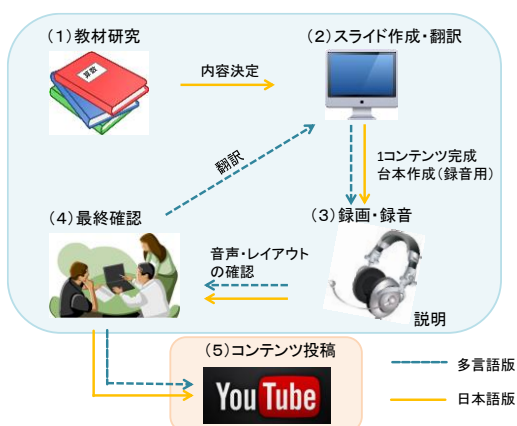 (1)教材研究
算数
内容決定
(2)スライド作成・翻訳
翻訳
1コンテンツ完成
台本作成(録音用)
(3)録画・録音
説明
(4)最終確認
音声・レイアウト
の確認
(5)コンテンツ投稿
YouTube
多言語版
日本語版